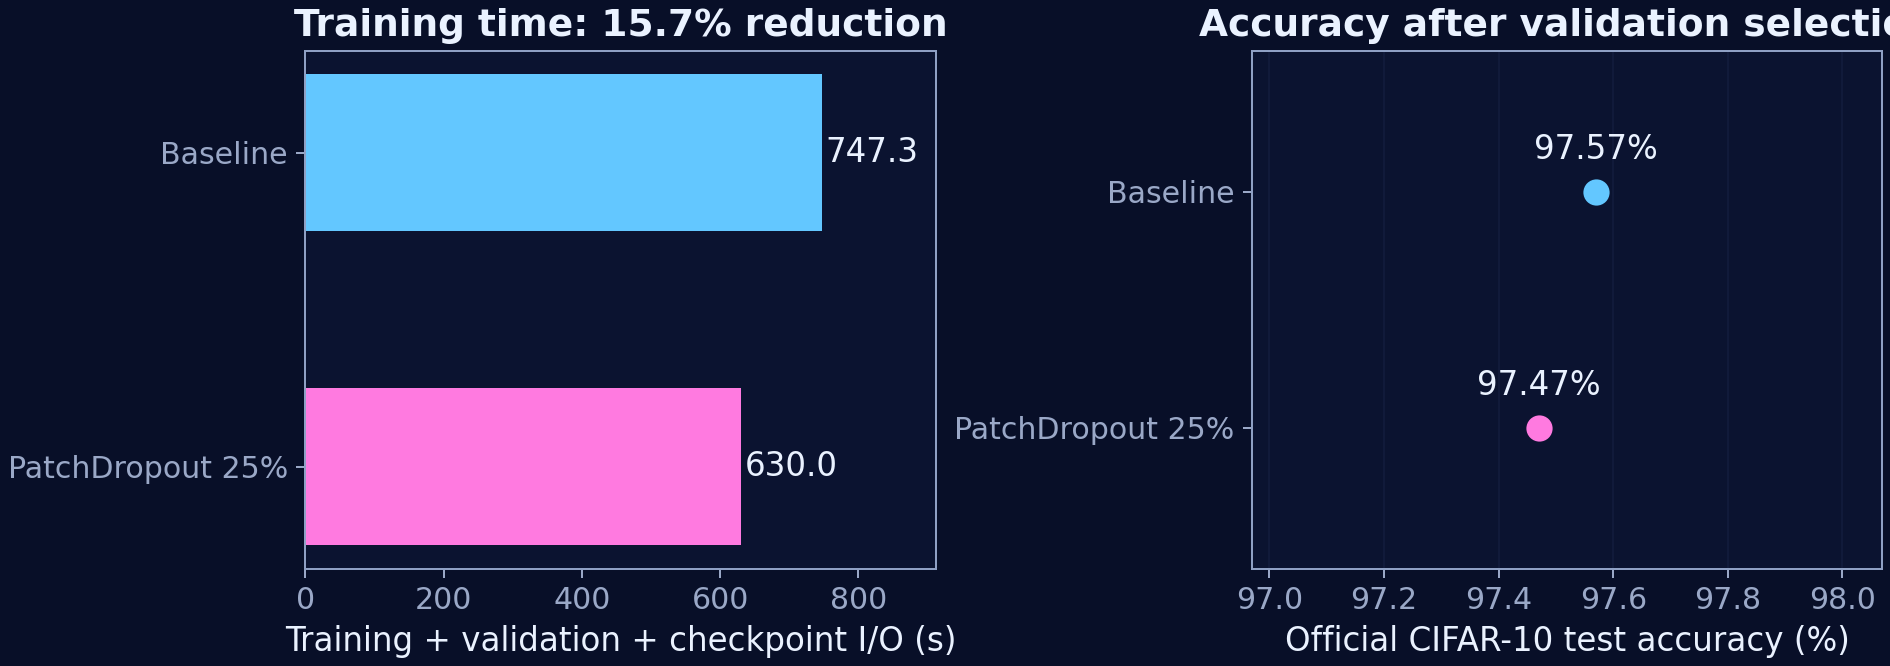 Training time: 15.7% reduction
Baseline
747.3
PatchDropout 25%
630.0
0 200 400 600 800
Training + validation + checkpoint I/O (s)
Accuracy after validation selectio
Baseline
97.57%
PatchDropout 25%
97.47%
97.0 97.2 97.4 97.6 97.8 98.0
Official CIFAR-10 test accuracy (%)